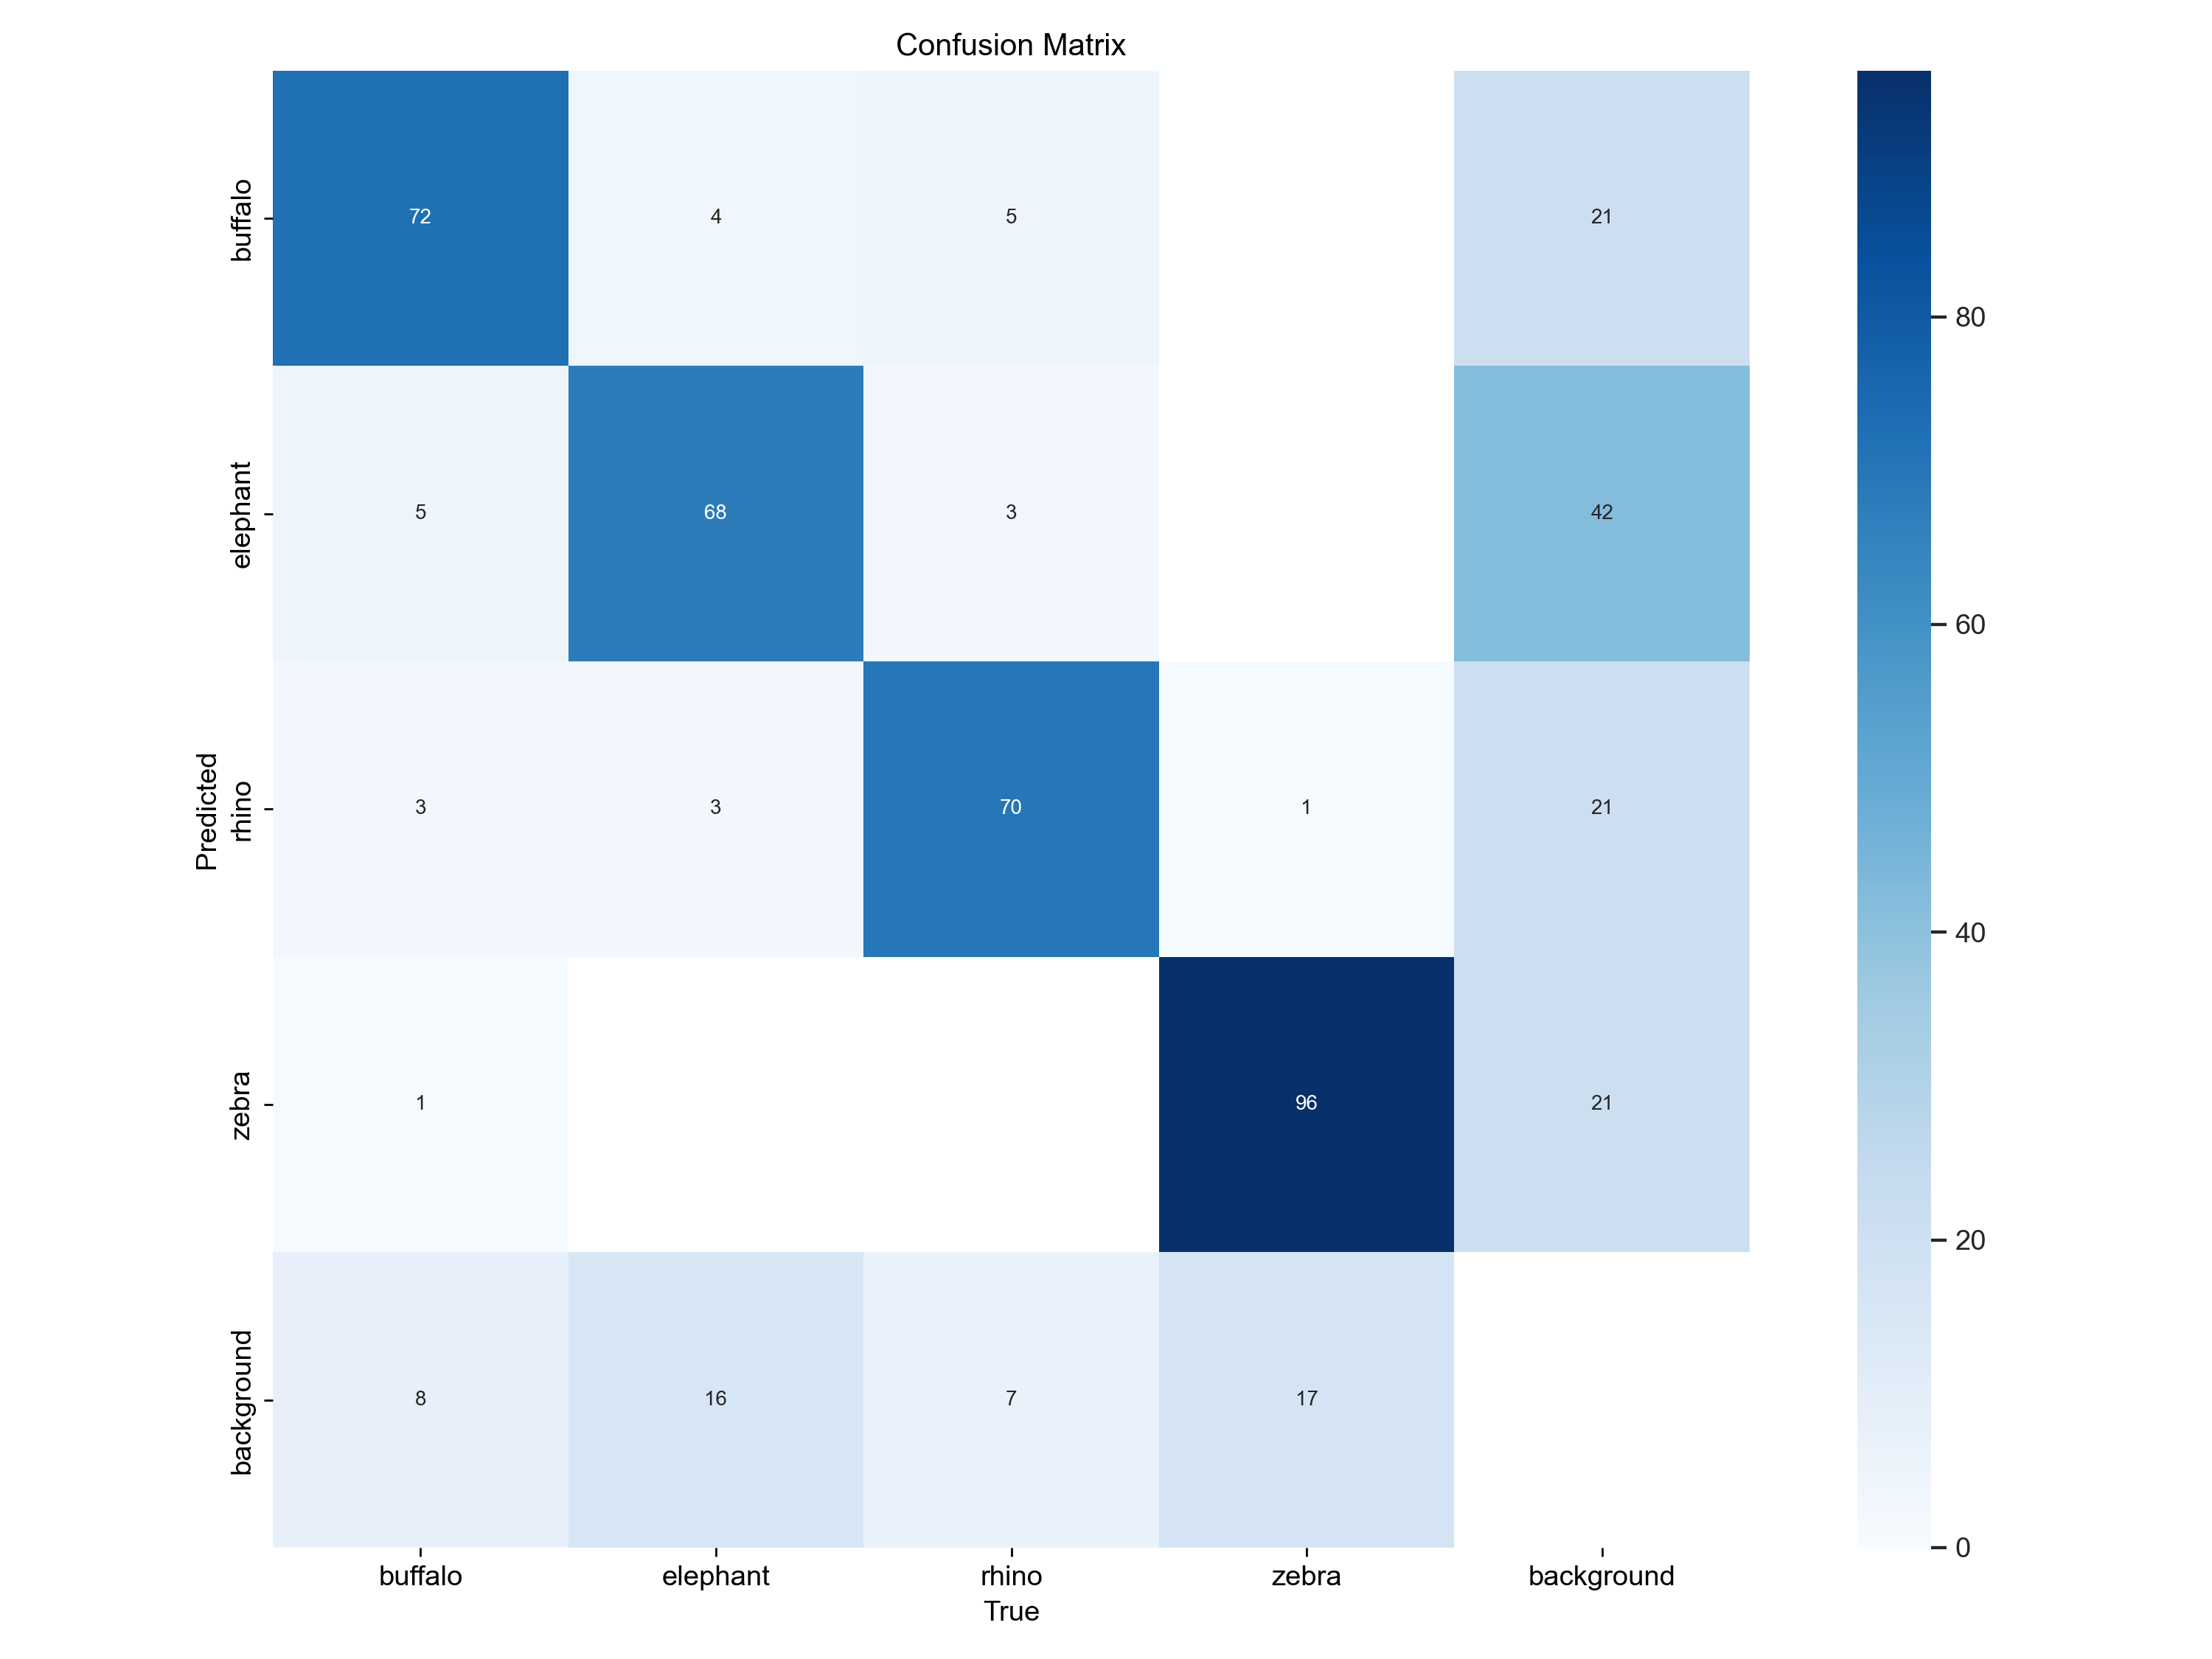 Confusion Matrix
buffalo
72
4
5
21
80
elephant
5
68
3
42
60
Predicted
rhino
3
3
70
1
21
40
zebra
1
96
21
20
background
8
16
7
17
0
buffalo
elephant
rhino
zebra
background
True